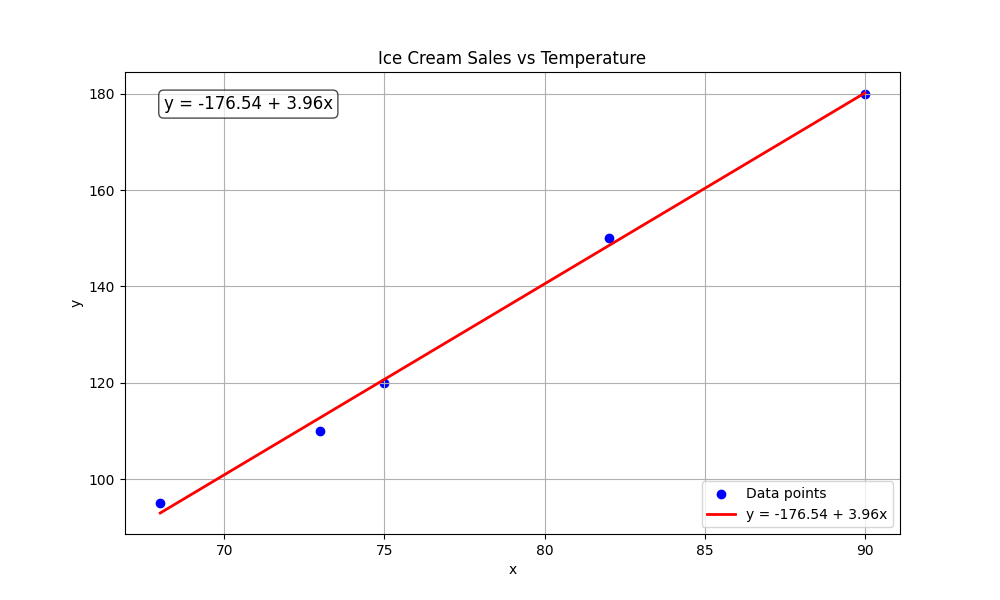 Ice Cream Sales vs Temperature
y = -176.54 + 3.96x
180
160
140
120
100
y
70 75 80 85 90
x
Data points
y = -176.54 + 3.96x